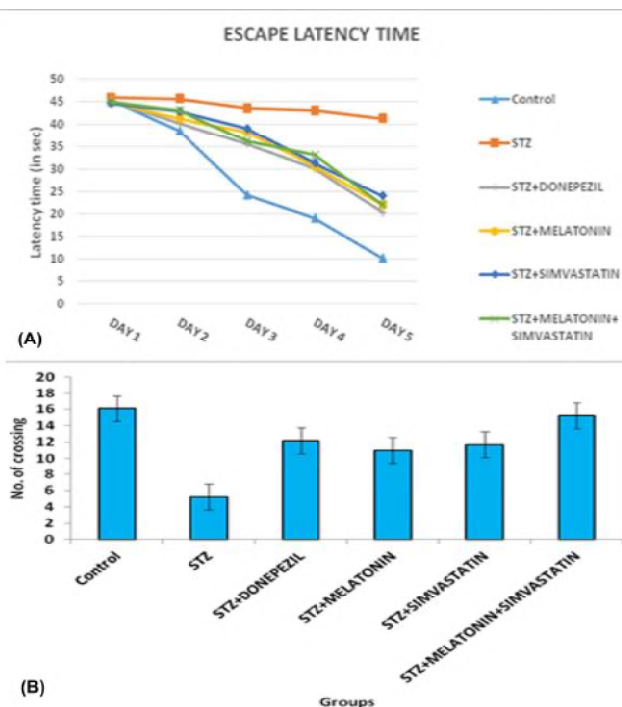 ESCAPE LATENCY TIME
Latency time (in sec)
50
45
40
35
30
25
20
15
10
5
0
DAY 1
DAY 2
DAY 3
DAY 4
DAY 5
Control
STZ
STZ+DONEPEZIL
STZ+MELATONIN
STZ+SIMVASTATIN
STZ+MELATONIN+
SIMVASTATIN
(A)
No. of crossing
20
18
16
14
12
10
8
6
4
2
0
Control
STZ
STZ+DONEPEZIL
STZ+MELATONIN
STZ+SIMVASTATIN
STZ+MELATONIN+SIMVASTATIN
(B)
Groups